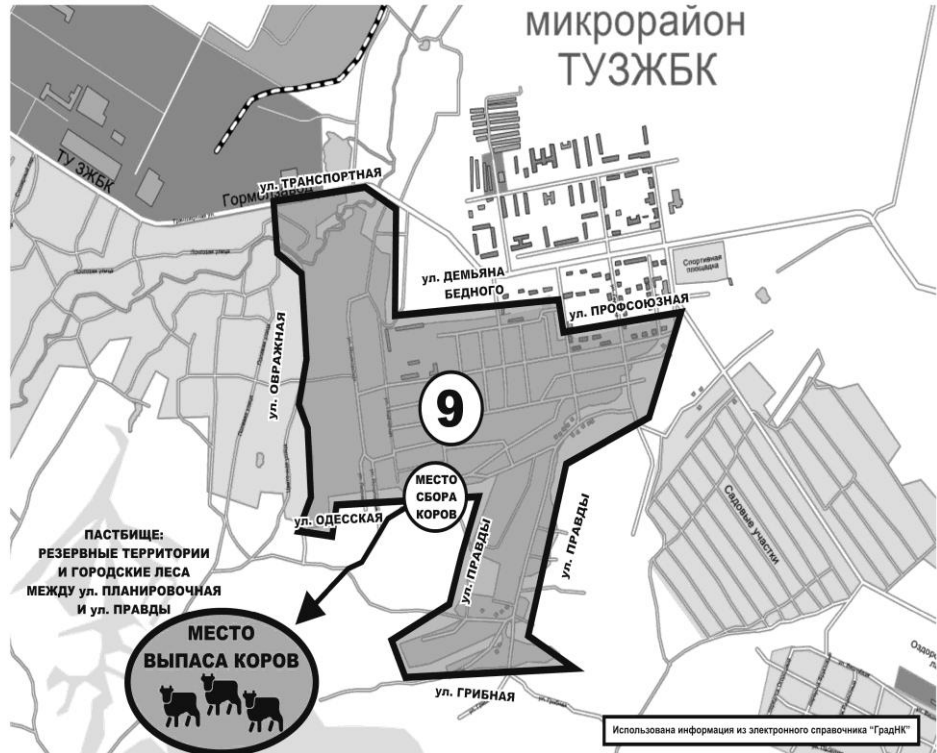 микрорайон
ТУЗЖБК
ТУ ЗЖБК
Гормолзавод
ул. ТРАНСПОРТНАЯ
ул. ДЕМЬЯНА
БЕДНОГО
Спортивная
площадка
ул. ПРОФСОЮЗНАЯ
ул. ОВРАЖНАЯ
9
МЕСТО
СБОРА
КОРОВ
ул. ОДЕССКАЯ
ул. ПРАВДЫ
ул. ПРАВДЫ
Садовые участки
ПАСТБИЩЕ:
РЕЗЕРВНЫЕ ТЕРРИТОРИИ
И ГОРОДСКИЕ ЛЕСА
МЕЖДУ ул. ПЛАНИРОВОЧНАЯ
И ул. ПРАВДЫ
МЕСТО
ВЫПАСА КОРОВ
ул. ГРИБНАЯ
Использована информация из электронного справочника "ГрадНК"